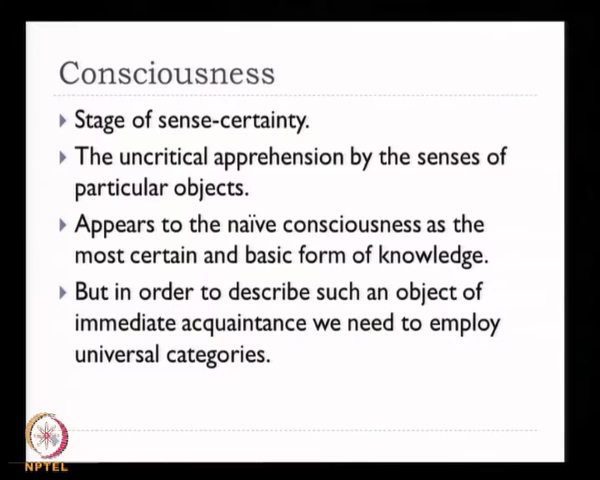 Consciousness
Stage of sense-certainty.
The uncritical apprehension by the senses of
particular objects.
Appears to the naïve consciousness as the
most certain and basic form of knowledge.
But in order to describe such an object of
immediate acquaintance we need to employ
universal categories.
NPTEL